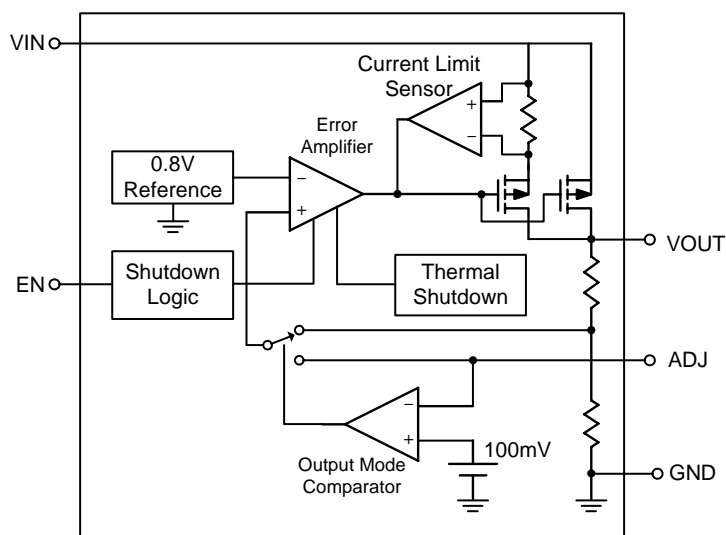 VIN
Current Limit
Sensor
+
−
Error
Amplifier
0.8V
Reference
−
+
EN
Shutdown
Logic
Thermal
Shutdown
VOUT
ADJ
−
+
100mV
Output Mode
Comparator
GND